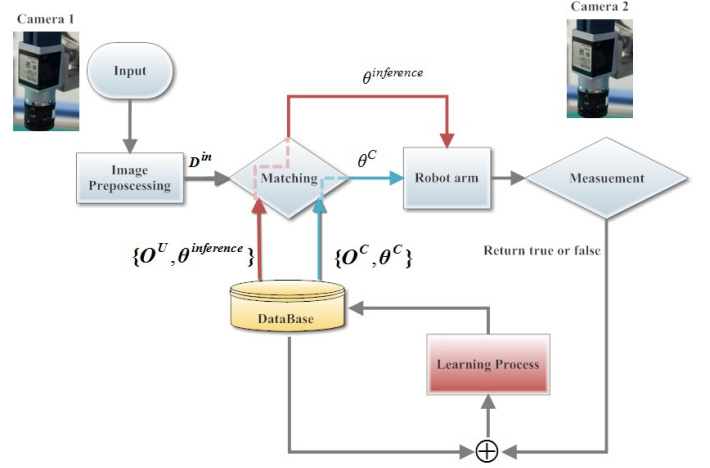 Camera 1
Camera 2
Input
θ^inference
Image
Preposcessing
D^in
Matching
θ^C
Robot arm
Measuement
{O^U, θ^inference}
{O^C, θ^C}
Return true or false
DataBase
Learning Process